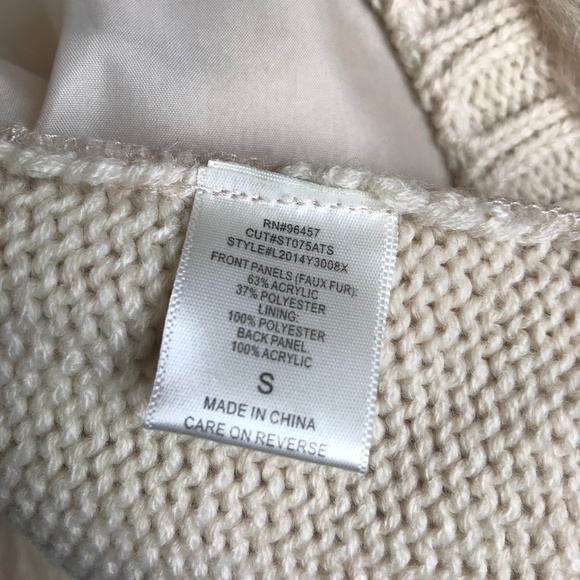 RN#96457
CUT#ST075ATS
STYLE#L2014Y3008X
FRONT PANELS (FAUX FUR):
63% ACRYLIC
37% POLYESTER
LINING:
100% POLYESTER
BACK PANEL:
100% ACRYLIC
S
MADE IN CHINA
CARE ON REVERSE